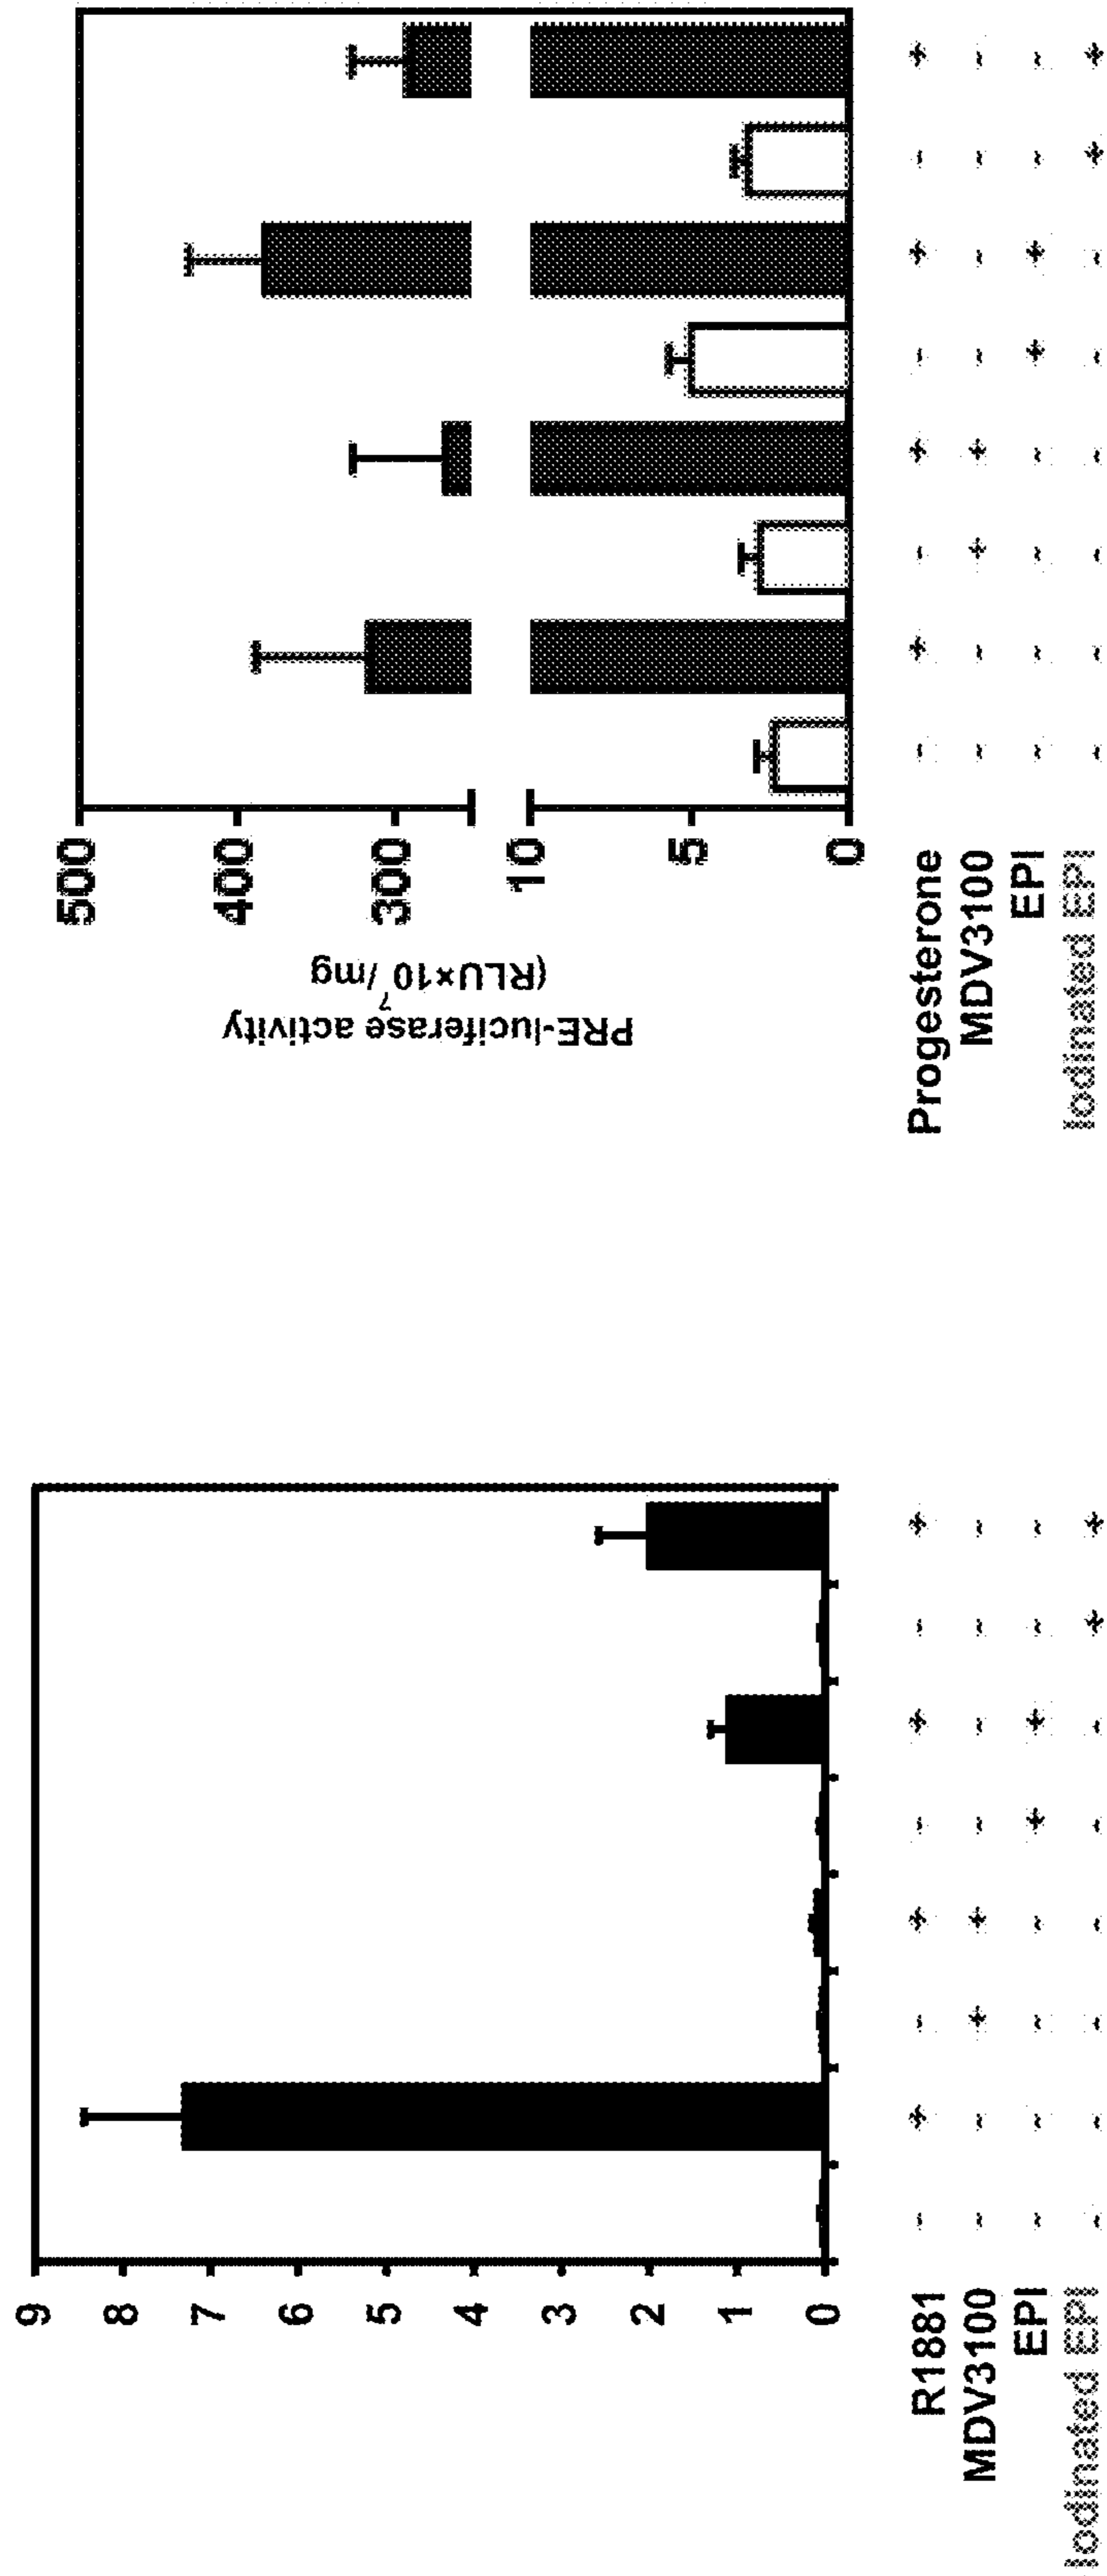 9
8
7
6
5
4
3
2
1
0
R1881 - + - + - + - +
MDV3100 - - + + - - - -
EPI - - - - + + - -
Iodinated EPI - - - - - - + +
PRE-luciferase activity
(RLU×10⁷/mg)
500
400
300
10
5
0
Progesterone - + - + - + - +
MDV3100 - - + + - - - -
EPI - - - - + + - -
Iodinated EPI - - - - - - + +